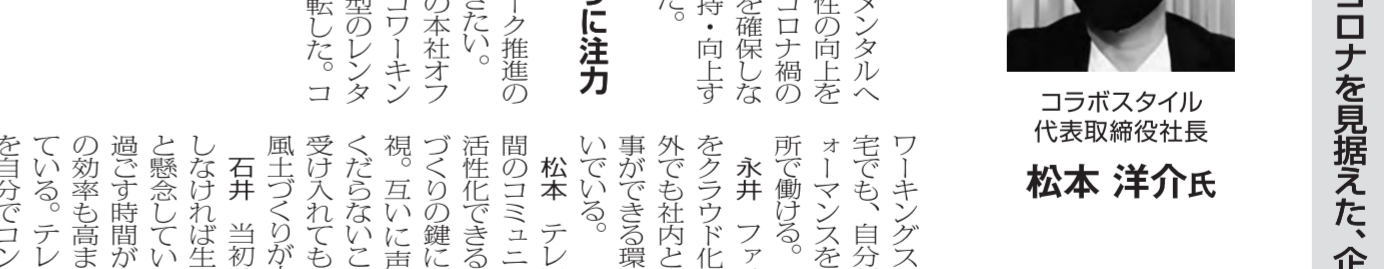 コロナを見据えた、企
コラボスタイル
代表取締役社長
松本 洋介氏
メンタルヘ
性の向上を
コロナ禍の
を確保しな
持・向上す
た。
に注力
ーク推進の
きたい。
の本社オフ
コワーキン
型のレンタ
転した。コ
ワーキングス
宅でも、自分
ォーマンスを
所で働ける。
永井 ファ
をクラウド化
外でも社内と
事ができる環
いでいる。
松本 テレ
間のコミュニ
活性化できる
づくりの鍵に
視。互いに声
くだらないこ
受け入れても
風土づくりが
石井 当初
しなければ生
と懸念してい
過ごす時間が
の効率も高ま
ている。テレ
を自分でコン